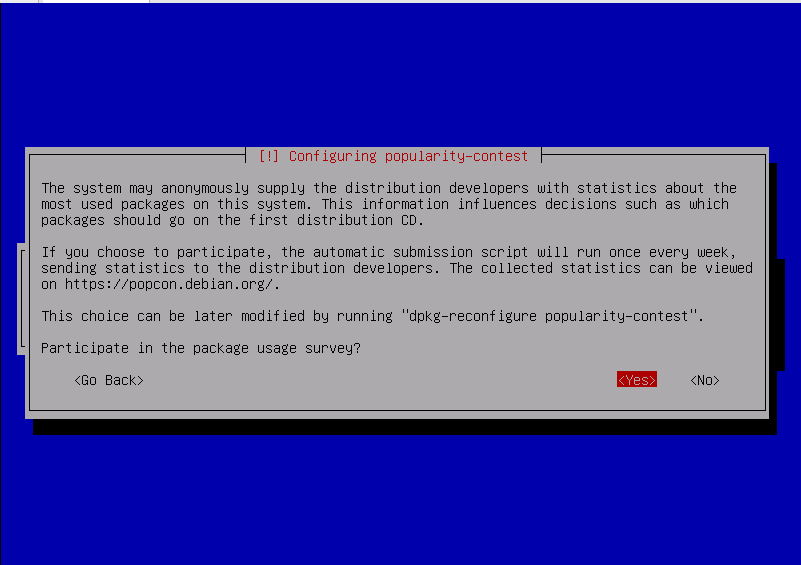 [!] Configuring popularity-contest
The system may anonymously supply the distribution developers with statistics about the
most used packages on this system. This information influences decisions such as which
packages should go on the first distribution CD.
If you choose to participate, the automatic submission script will run once every week,
sending statistics to the distribution developers. The collected statistics can be viewed
on https://popcon.debian.org/.
This choice can be later modified by running "dpkg-reconfigure popularity-contest".
Participate in the package usage survey?
<Go Back> <Yes> <No>